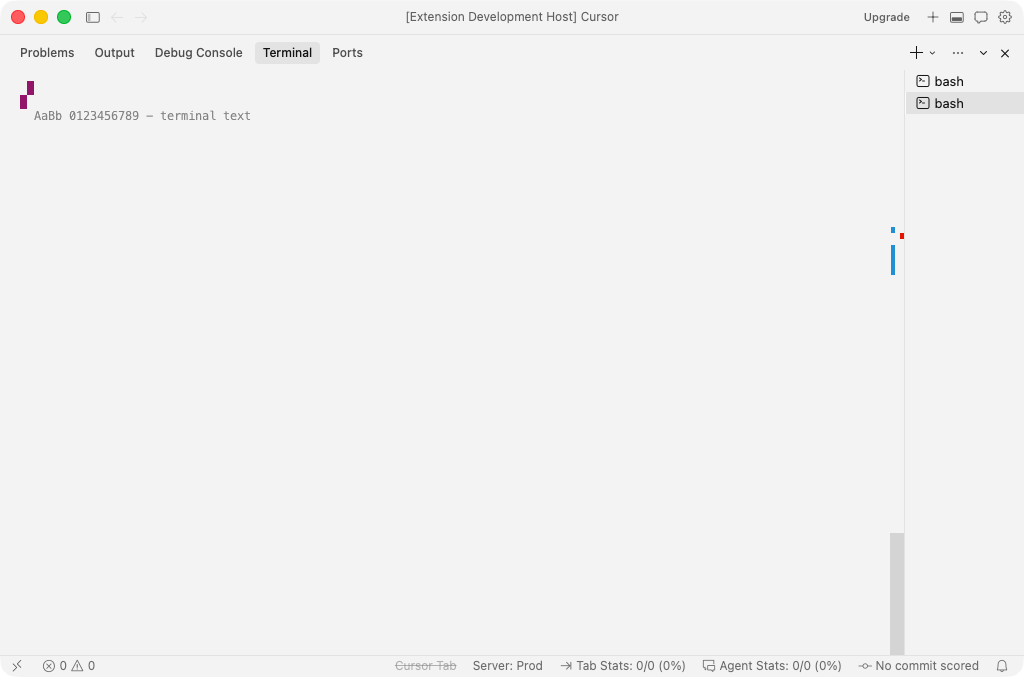 [Extension Development Host] Cursor
Upgrade
Problems Output Debug Console Terminal Ports
bash
bash
AaBb 0123456789 — terminal text
0 0 Cursor Tab Server: Prod Tab Stats: 0/0 (0%) Agent Stats: 0/0 (0%) No commit scored